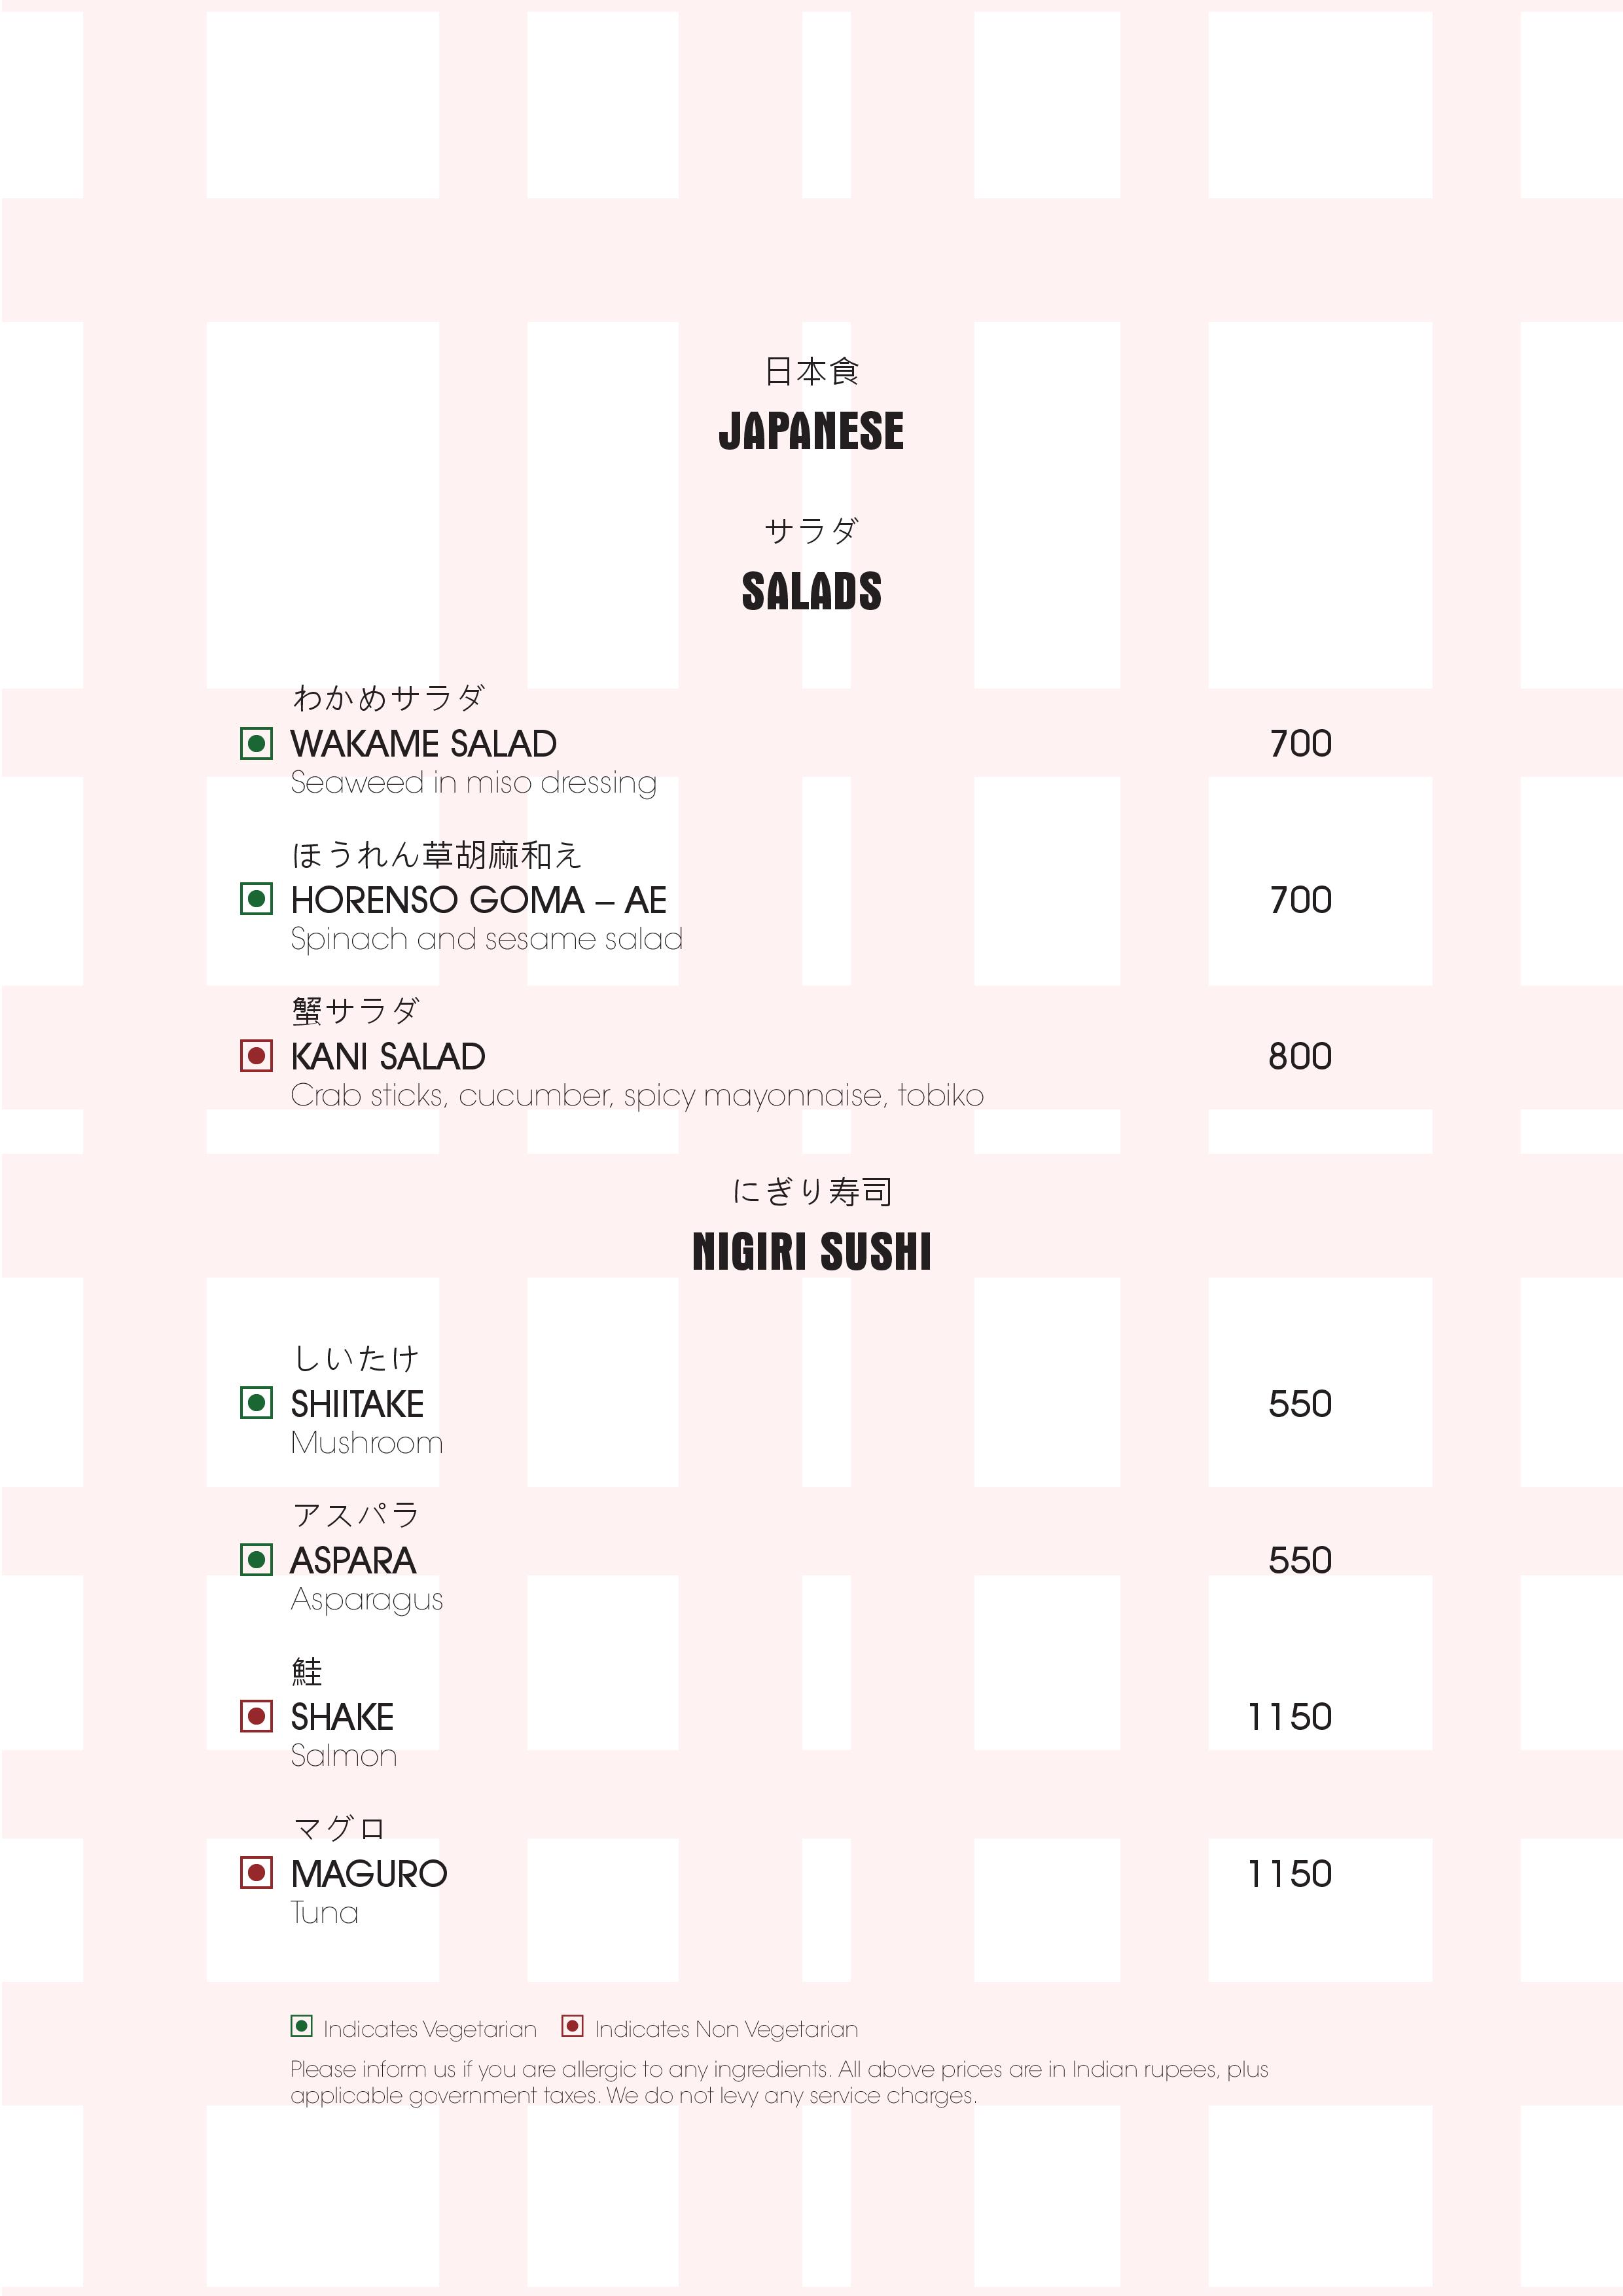 日本食
JAPANESE
サラダ
SALADS
わかめサラダ
WAKAME SALAD 700
Seaweed in miso dressing
ほうれん草胡麻和え
HORENSO GOMA – AE 700
Spinach and sesame salad
蟹サラダ
KANI SALAD 800
Crab sticks, cucumber, spicy mayonnaise, tobiko
にぎり寿司
NIGIRI SUSHI
しいたけ
SHIITAKE 550
Mushroom
アスパラ
ASPARA 550
Asparagus
鮭
SHAKE 1150
Salmon
マグロ
MAGURO 1150
Tuna
Indicates Vegetarian Indicates Non Vegetarian
Please inform us if you are allergic to any ingredients. All above prices are in Indian rupees, plus
applicable government taxes. We do not levy any service charges.